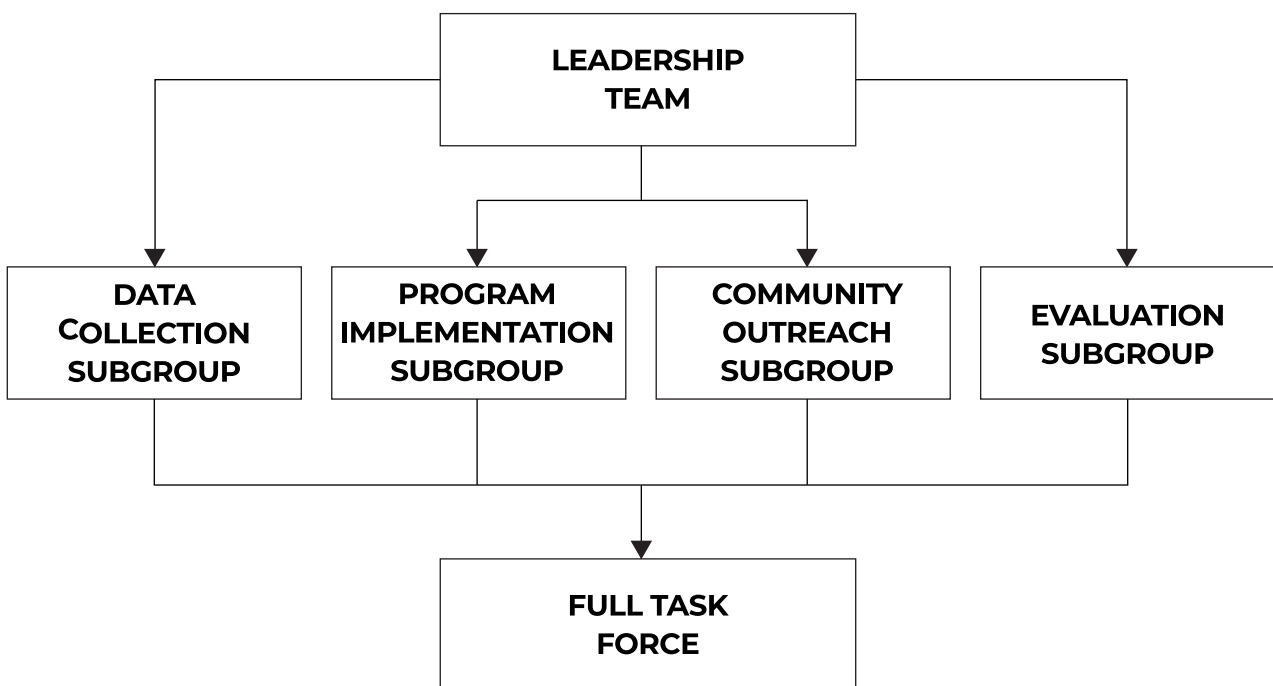 LEADERSHIP
TEAM
DATA
COLLECTION
SUBGROUP
PROGRAM
IMPLEMENTATION
SUBGROUP
COMMUNITY
OUTREACH
SUBGROUP
EVALUATION
SUBGROUP
FULL TASK
FORCE